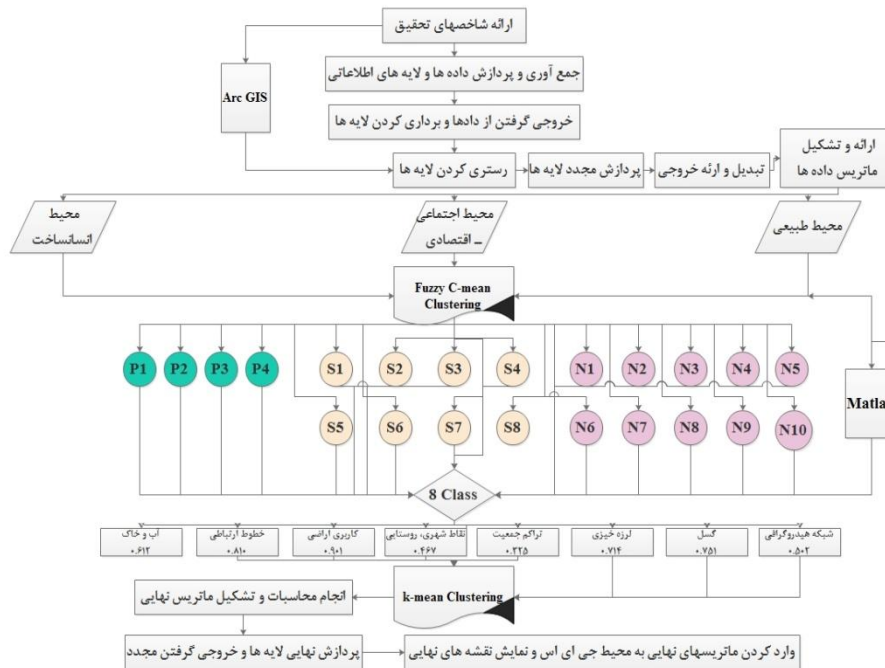 ارائه شاخصهای تحقیق
جمع آوری و پردازش داده ها و لایه های اطلاعاتی
Arc GIS
خروجی گرفتن از دادها و برداری کردن لایه ها
رستری کردن لایه ها
پردازش مجدد لایه ها
تبدیل و ارئه خروجی
ارائه و تشکیل
ماتریس داده ها
محیط
انسانساخت
محیط اجتماعی
ـ اقتصادی
محیط طبیعی
Fuzzy C-mean
Clustering
P1 P2 P3 P4 S1 S2 S3 S4 N1 N2 N3 N4 N5
S5 S6 S7 S8 N6 N7 N8 N9 N10
Matla
8 Class
آب و خاک
۰.۶۱۲
خطوط ارتباطی
۰.۸۱۰
کاربری اراضی
۰.۹۰۱
نقاط شهری، روستایی
۰.۴۶۷
تراکم جمعیت
۰.۳۲۵
لرزه خیزی
۰.۷۱۴
گسل
۰.۷۵۱
شبکه هیدروگرافی
۰.۵۰۲
k-mean Clustering
انجام محاسبات و تشکیل ماتریس نهایی
پردازش نهایی لایه ها و خروجی گرفتن مجدد
وارد کردن ماتریسهای نهایی به محیط جی ای اس و نمایش نقشه های نهایی